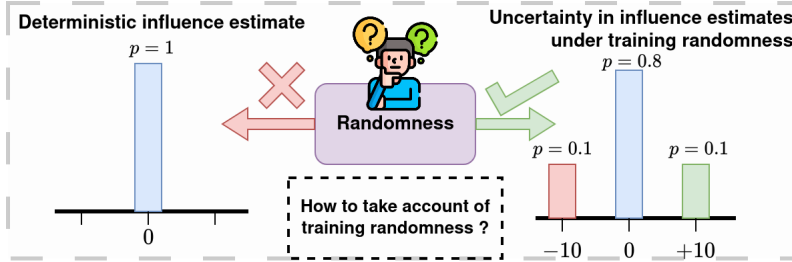 Deterministic influence estimate
p = 1
0
Randomness
? ?
How to take account of
training randomness ?
Uncertainty in influence estimates
under training randomness
p = 0.8
p = 0.1
p = 0.1
−10 0 +10